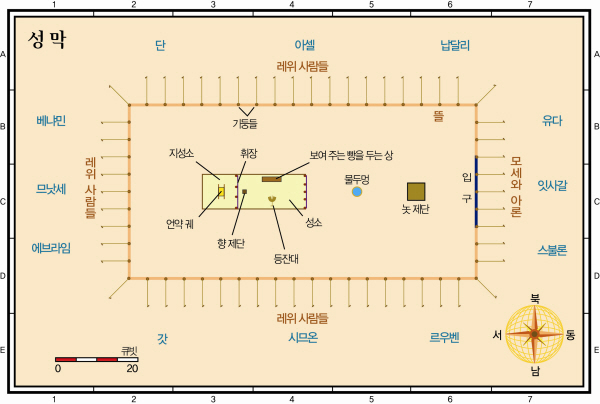 1 2 3 4 5 6 7
성막
단
아셀
납달리
레위 사람들
A
A
기둥들
뜰
B
베냐민
유다
B
지성소
휘장
보여 주는 빵을 두는 상
레위 사람들
모세와 아론
물두멍
입구
므낫세
잇사갈
C
C
언약 궤
향 제단
성소
놋 제단
등잔대
에브라임
스불론
D
D
레위 사람들
북
갓
시므온
르우벤
서
동
E
E
큐빗
0
20
남
1 2 3 4 5 6 7